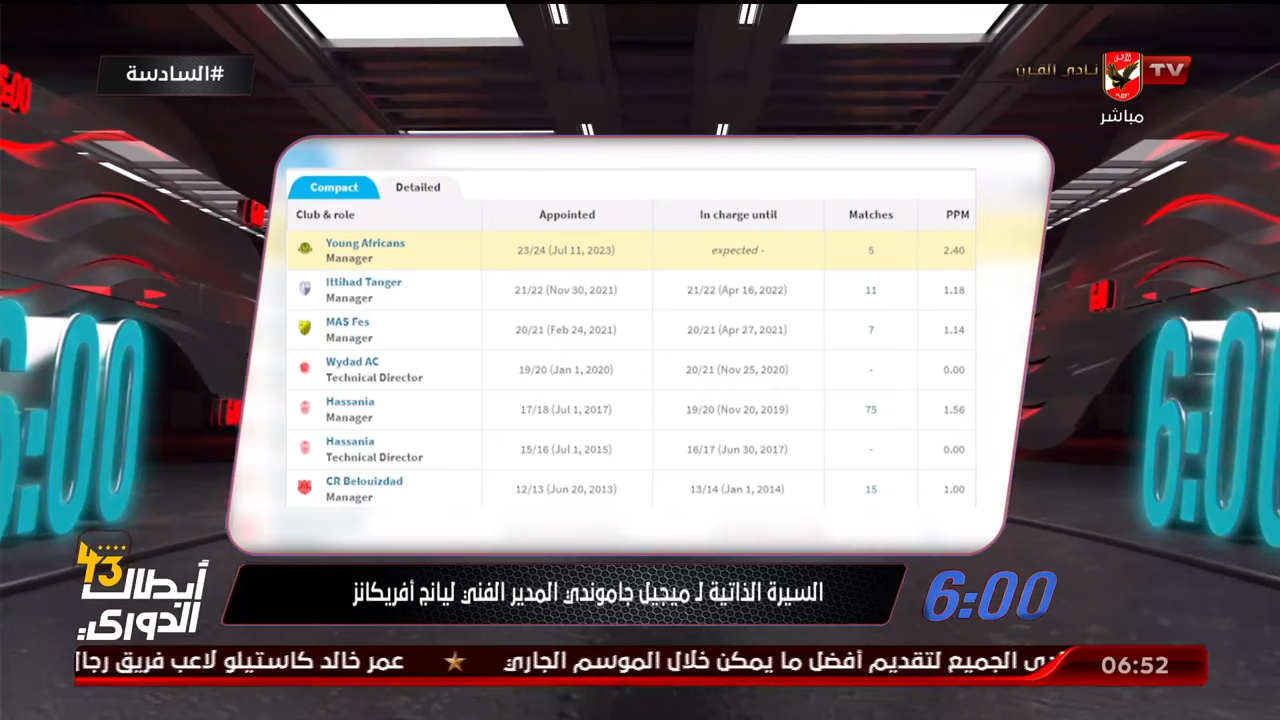 #السادسة
نادي القرن
TV
مباشر
6:00
Compact Detailed
Club & role Appointed In charge until Matches PPM
Young Africans
Manager 23/24 (Jul 11, 2023) expected - 5 2.40
Ittihad Tanger
Manager 21/22 (Nov 30, 2021) 21/22 (Apr 16, 2022) 11 1.18
MAS Fes
Manager 20/21 (Feb 24, 2021) 20/21 (Apr 27, 2021) 7 1.14
Wydad AC
Technical Director 19/20 (Jan 1, 2020) 20/21 (Nov 25, 2020) - 0.00
Hassania
Manager 17/18 (Jul 1, 2017) 19/20 (Nov 20, 2019) 75 1.56
Hassania
Technical Director 15/16 (Jul 1, 2015) 16/17 (Jun 30, 2017) - 0.00
CR Belouizdad
Manager 12/13 (Jun 20, 2013) 13/14 (Jan 1, 2014) 15 1.00
6:00
6:00
43
أبطال
الدوري
السيرة الذاتية لـ ميجيل جاموندي المدير الفني ليانج أفريكانز
6:00
الجميع لتقديم أفضل ما يمكن خلال الموسم الجاري ★ عمر خالد كاستيلو لاعب فريق
06:52